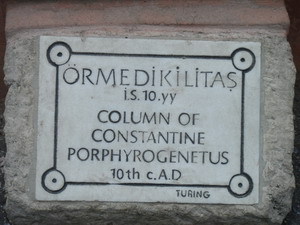 ÖRMEDİKİLİTAŞ
İ.S. 10.yy
COLUMN OF
CONSTANTINE
PORPHYROGENETUS
10th c. A.D
TURING